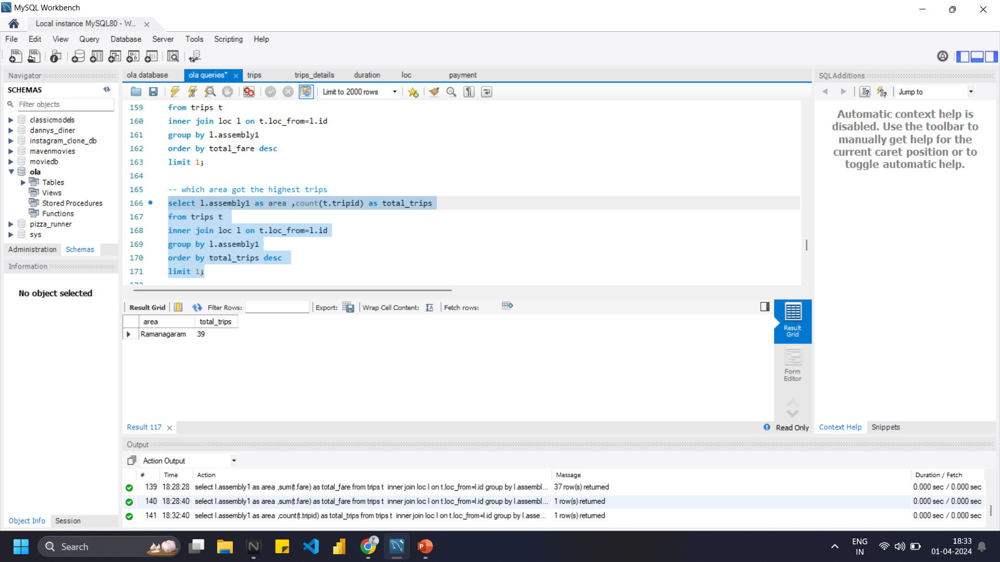 MySQL Workbench
Local instance MySQL80 - W...
File Edit View Query Database Server Tools Scripting Help
Navigator
SCHEMAS
Filter objects
classicmodels
dannys_diner
instagram_clone_db
mavenmovies
moviedb
ola
Tables
Views
Stored Procedures
Functions
pizza_runner
sys
Administration Schemas
Information
No object selected
Object Info Session
ola database ola queries* trips trips_details duration loc payment
Limit to 2000 rows
159 from trips t
160 inner join loc l on t.loc_from=l.id
161 group by l.assembly1
162 order by total_fare desc
163 limit 1;
164
165 -- which area got the highest trips
166 select l.assembly1 as area ,count(t.tripid) as total_trips
167 from trips t
168 inner join loc l on t.loc_from=l.id
169 group by l.assembly1
170 order by total_trips desc
171 limit 1;
Result Grid Filter Rows: Export: Wrap Cell Content: Fetch rows:
area total_trips
Ramanagaram 39
Result Grid
Form Editor
Result 117
Read Only
SQLAdditions
Jump to
Automatic context help is
disabled. Use the toolbar to
manually get help for the
current caret position or to
toggle automatic help.
Context Help Snippets
Output
Action Output
# Time Action Message Duration / Fetch
139 18:28:28 select l.assembly1 as area ,sum(t.fare) as total_fare from trips t inner join loc l on t.loc_from=l.id group by l.assembl... 37 row(s) returned 0.000 sec / 0.000 sec
140 18:28:40 select l.assembly1 as area ,sum(t.fare) as total_fare from trips t inner join loc l on t.loc_from=l.id group by l.assembl... 1 row(s) returned 0.000 sec / 0.000 sec
141 18:32:40 select l.assembly1 as area ,count(t.tripid) as total_trips from trips t inner join loc l on t.loc_from=l.id group by l.asse... 1 row(s) returned 0.000 sec / 0.000 sec
Search
ENG
IN
18:33
01-04-2024